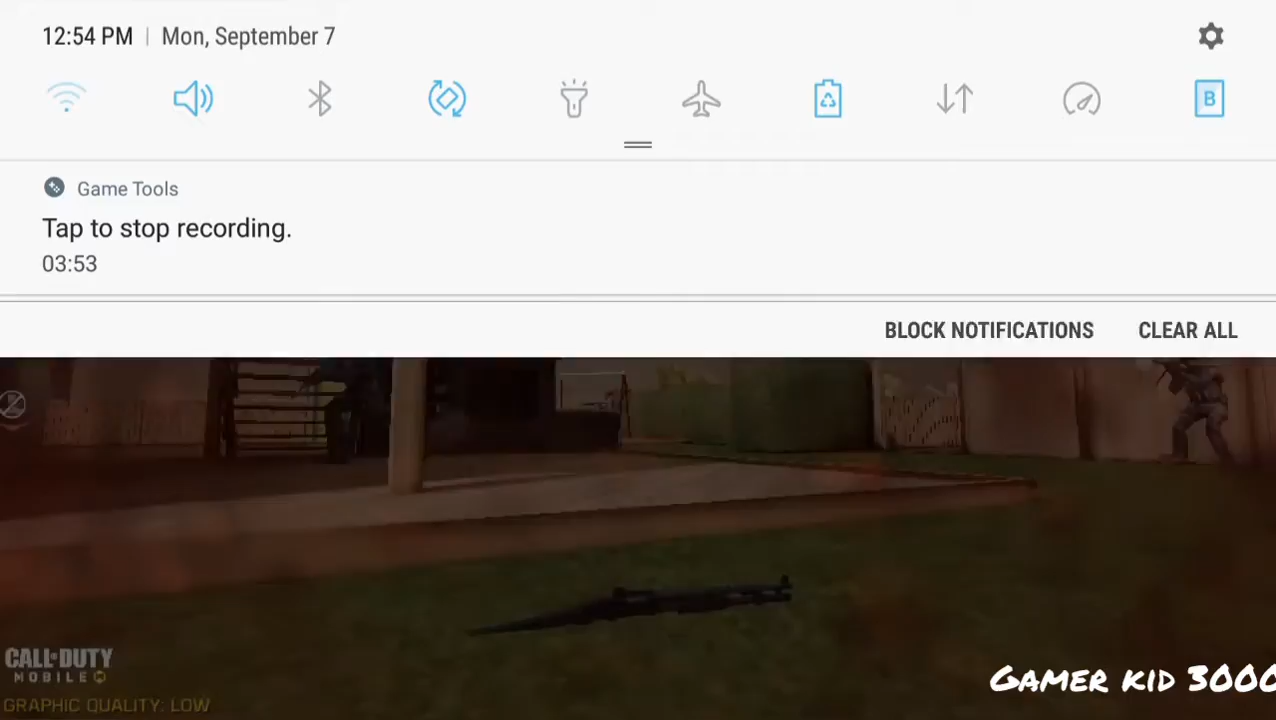 12:54 PM | Mon, September 7
B
Game Tools
Tap to stop recording.
03:53
BLOCK NOTIFICATIONS CLEAR ALL
CALL OF DUTY
MOBILE
GRAPHIC QUALITY: LOW
GAMER KID 3000